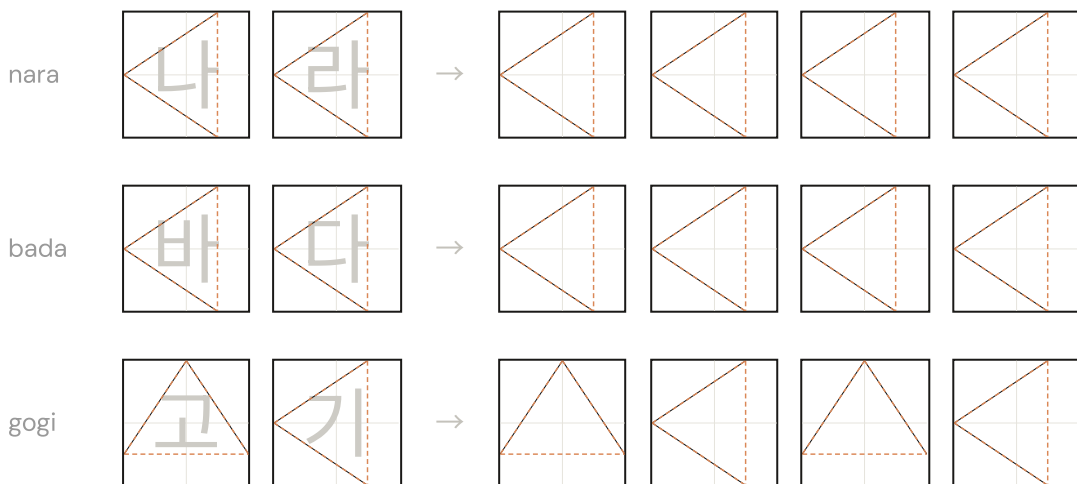 nara 나 라 →
bada 바 다 →
gogi 고 기 →